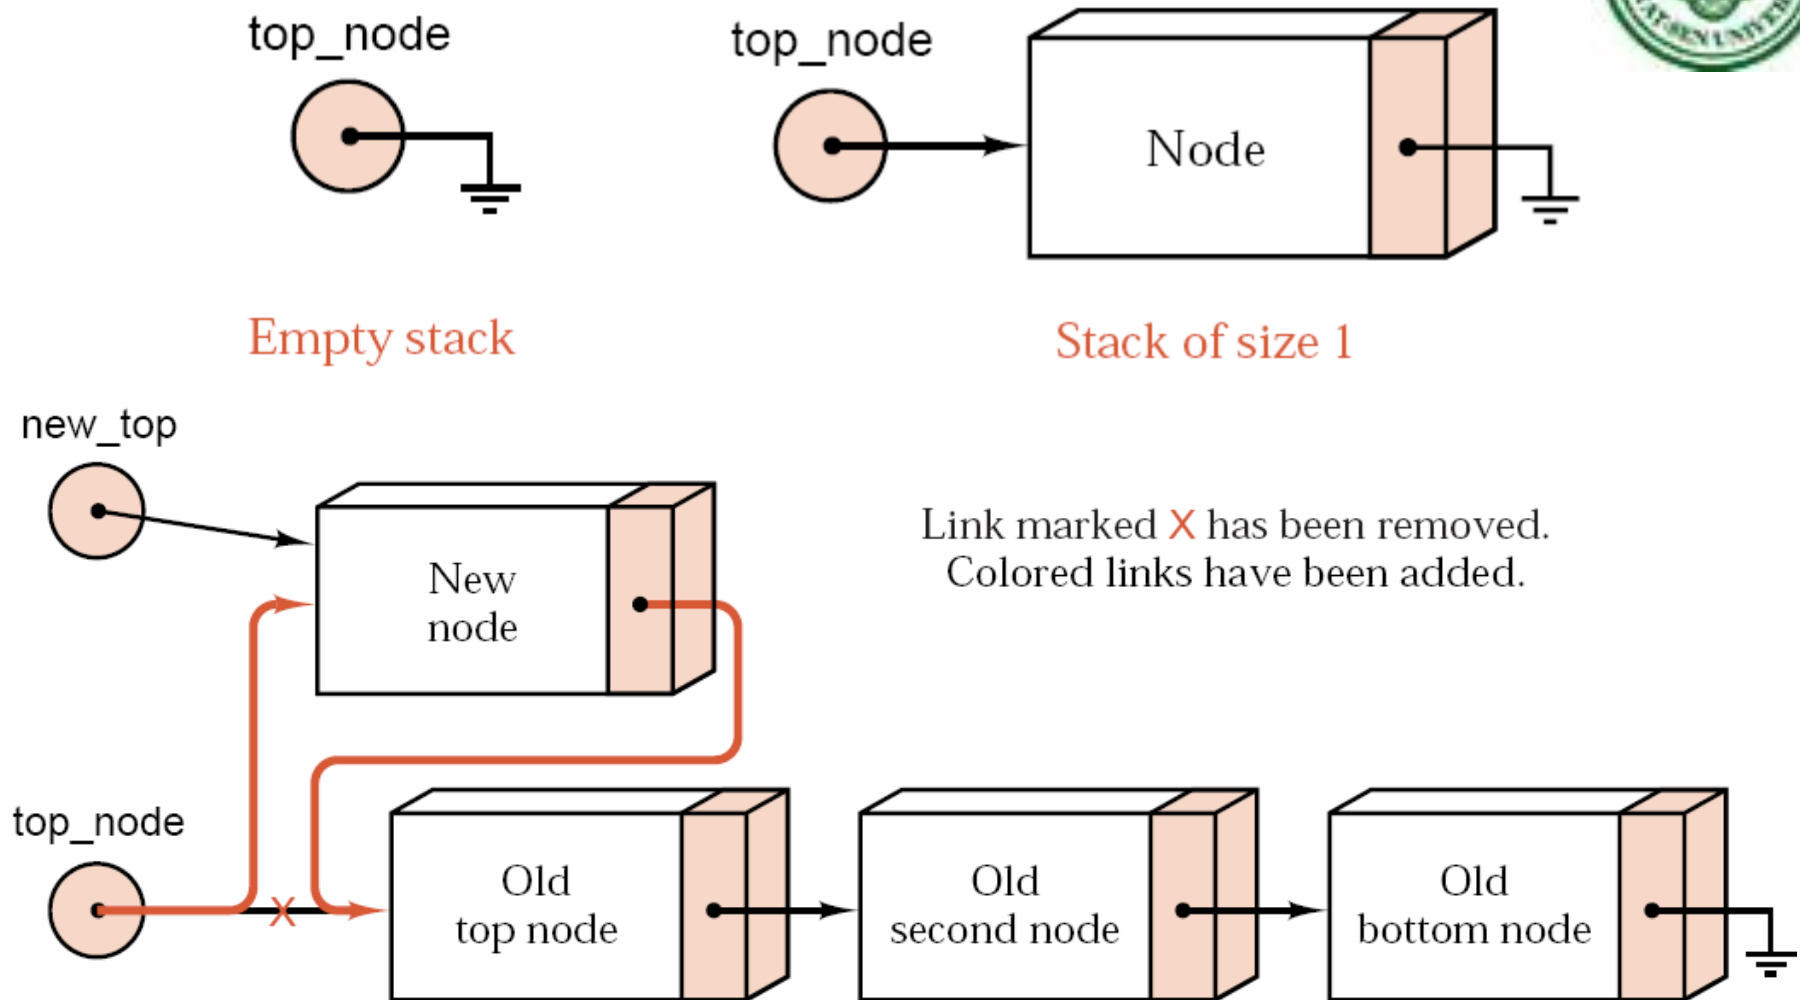 top_node
top_node
Node
Empty stack
Stack of size 1
new_top
New
node
Link marked X has been removed.
Colored links have been added.
top_node
X
Old
top node
Old
second node
Old
bottom node